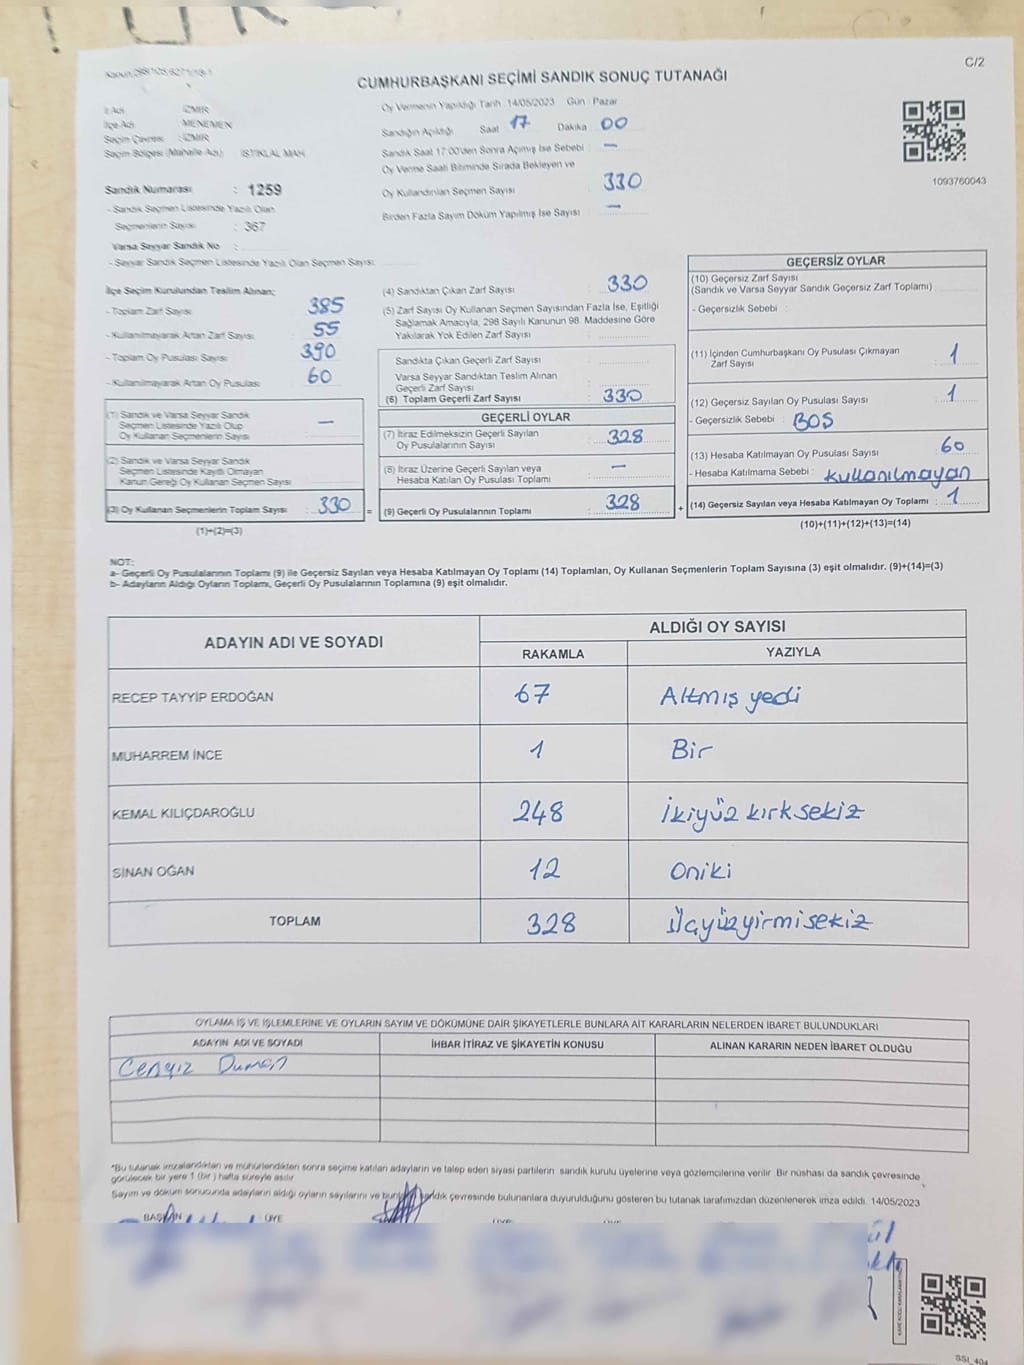 Kanun:298/105,6271/18-1
C/2
CUMHURBAŞKANI SEÇİMİ SANDIK SONUÇ TUTANAĞI
İl Adı : İZMİR
İlçe Adı : MENEMEN
Seçim Çevresi : İZMİR
Seçim Bölgesi (Mahalle Adı) : İSTİKLAL MAH.
Sandık Numarası : 1259
- Sandık Seçmen Listesinde Yazılı Olan
Seçmenlerin Sayısı : 367
Varsa Seyyar Sandık No :
- Seyyar Sandık Seçmen Listesinde Yazılı Olan Seçmen Sayısı:
Oy Vermenin Yapıldığı Tarih 14/05/2023 Gün : Pazar
Sandığın Açıldığı Saat 17 Dakika 00
Sandık Saat 17:00'den Sonra Açılmış İse Sebebi : —
Oy Verme Saati Bitiminde Sırada Bekleyen ve
Oy Kullandırılan Seçmen Sayısı : 330
Birden Fazla Sayım Döküm Yapılmış İse Sayısı : —
1093760043
İlçe Seçim Kurulundan Teslim Alınan;
- Toplam Zarf Sayısı : 385
- Kullanılmayarak Artan Zarf Sayısı : 55
- Toplam Oy Pusulası Sayısı : 390
- Kullanılmayarak Artan Oy Pusulası : 60
(1) Sandık ve Varsa Seyyar Sandık
Seçmen Listesinde Yazılı Olup
Oy Kullanan Seçmenlerin Sayısı : —
(2) Sandık ve Varsa Seyyar Sandık
Seçmen Listesinde Kayıtlı Olmayan
Kanun Gereği Oy Kullanan Seçmen Sayısı :
(3) Oy Kullanan Seçmenlerin Toplam Sayısı : 330 =
(1)+(2)=(3)
(4) Sandıktan Çıkan Zarf Sayısı : 330
(5) Zarf Sayısı Oy Kullanan Seçmen Sayısından Fazla İse, Eşitliği
Sağlamak Amacıyla, 298 Sayılı Kanunun 98. Maddesine Göre
Yakılarak Yok Edilen Zarf Sayısı :
Sandıkta Çıkan Geçerli Zarf Sayısı :
Varsa Seyyar Sandıktan Teslim Alınan
Geçerli Zarf Sayısı :
(6) Toplam Geçerli Zarf Sayısı : 330
GEÇERLİ OYLAR
(7) İtiraz Edilmeksizin Geçerli Sayılan
Oy Pusulalarının Sayısı : 328
(8) İtiraz Üzerine Geçerli Sayılan veya
Hesaba Katılan Oy Pusulası Toplamı : —
(9) Geçerli Oy Pusulalarının Toplamı : 328 +
GEÇERSİZ OYLAR
(10) Geçersiz Zarf Sayısı
(Sandık ve Varsa Seyyar Sandık Geçersiz Zarf Toplamı) :
- Geçersizlik Sebebi :
(11) İçinden Cumhurbaşkanı Oy Pusulası Çıkmayan
Zarf Sayısı : 1
(12) Geçersiz Sayılan Oy Pusulası Sayısı : 1
- Geçersizlik Sebebi : BOS
(13) Hesaba Katılmayan Oy Pusulası Sayısı : 60
- Hesaba Katılmama Sebebi : kullanılmayan
(14) Geçersiz Sayılan veya Hesaba Katılmayan Oy Toplamı : 1
(10)+(11)+(12)+(13)=(14)
NOT:
a- Geçerli Oy Pusulalarının Toplamı (9) ile Geçersiz Sayılan veya Hesaba Katılmayan Oy Toplamı (14) Toplamları, Oy Kullanan Seçmenlerin Toplam Sayısına (3) eşit olmalıdır. (9)+(14)=(3)
b- Adayların Aldığı Oyların Toplamı, Geçerli Oy Pusulalarının Toplamına (9) eşit olmalıdır.
ADAYIN ADI VE SOYADI
ALDIĞI OY SAYISI
RAKAMLA YAZIYLA
RECEP TAYYİP ERDOĞAN 67 Altmış yedi
MUHARREM İNCE 1 Bir
KEMAL KILIÇDAROĞLU 248 İkiyüz kırksekiz
SİNAN OĞAN 12 Oniki
TOPLAM 328 Üçyüzyirmisekiz
OYLAMA İŞ VE İŞLEMLERİNE VE OYLARIN SAYIM VE DÖKÜMÜNE DAİR ŞİKAYETLERLE BUNLARA AİT KARARLARIN NELERDEN İBARET BULUNDUKLARI
ADAYIN ADI VE SOYADI İHBAR İTİRAZ VE ŞİKAYETİN KONUSU ALINAN KARARIN NEDEN İBARET OLDUĞU
Cengiz Duman
*Bu tutanak imzalandıktan ve mühürlendikten sonra seçime katılan adayların ve talep eden siyasi partilerin sandık kurulu üyelerine veya gözlemcilerine verilir. Bir nüshası da sandık çevresinde
görülecek bir yere 1 (bir) hafta süreyle asılır.
Sayım ve döküm sonucunda adayların aldığı oyların sayılarını ve bunların sandık çevresinde bulunanlara duyurulduğunu gösteren bu tutanak tarafımızdan düzenlenerek imza edildi. 14/05/2023
BAŞKAN ÜYE
SSI_404